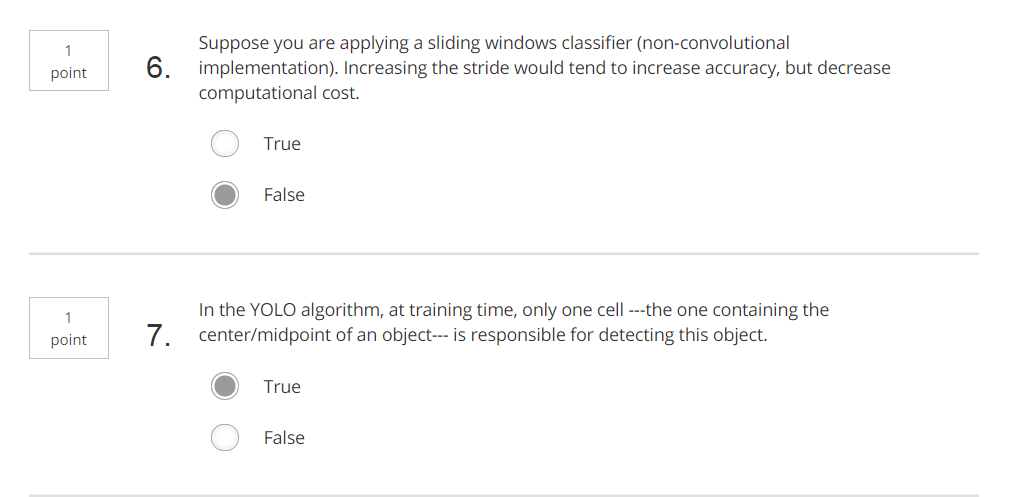 1
point
6.
Suppose you are applying a sliding windows classifier (non-convolutional
implementation). Increasing the stride would tend to increase accuracy, but decrease
computational cost.
True
False
1
point
7.
In the YOLO algorithm, at training time, only one cell ---the one containing the
center/midpoint of an object--- is responsible for detecting this object.
True
False